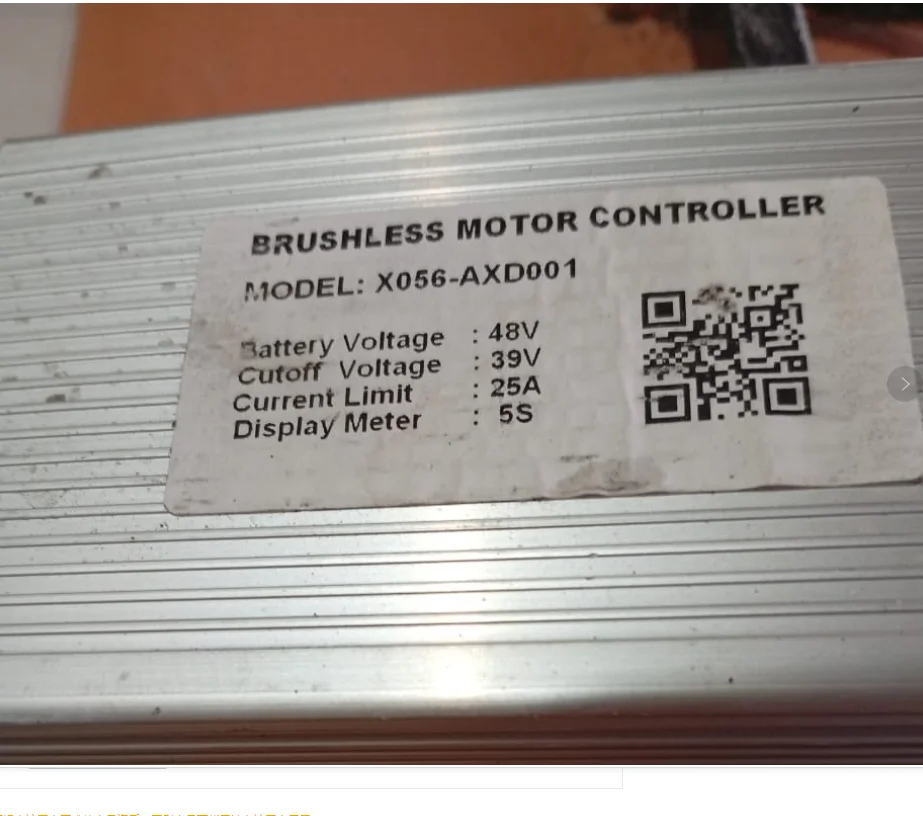 BRUSHLESS MOTOR CONTROLLER
MODEL: X056-AXD001
Battery Voltage : 48V
Cutoff Voltage : 39V
Current Limit : 25A
Display Meter : 5S